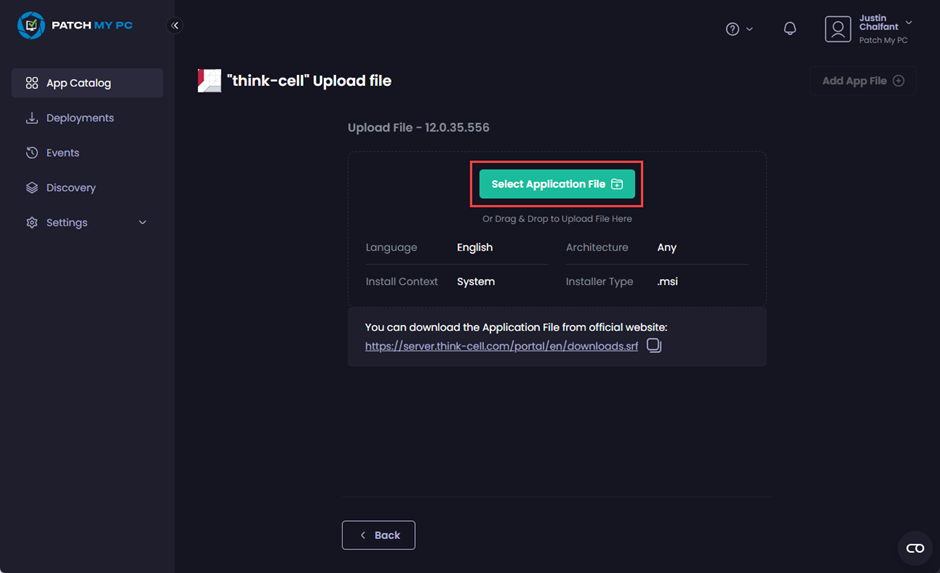 PATCH MY PC
Justin
Chalfant
Patch My PC
App Catalog
Deployments
Events
Discovery
Settings
"think-cell" Upload file
Add App File
Upload File - 12.0.35.556
Select Application File
Or Drag & Drop to Upload File Here
Language English Architecture Any
Install Context System Installer Type .msi
You can download the Application File from official website:
https://server.think-cell.com/portal/en/downloads.srf
Back